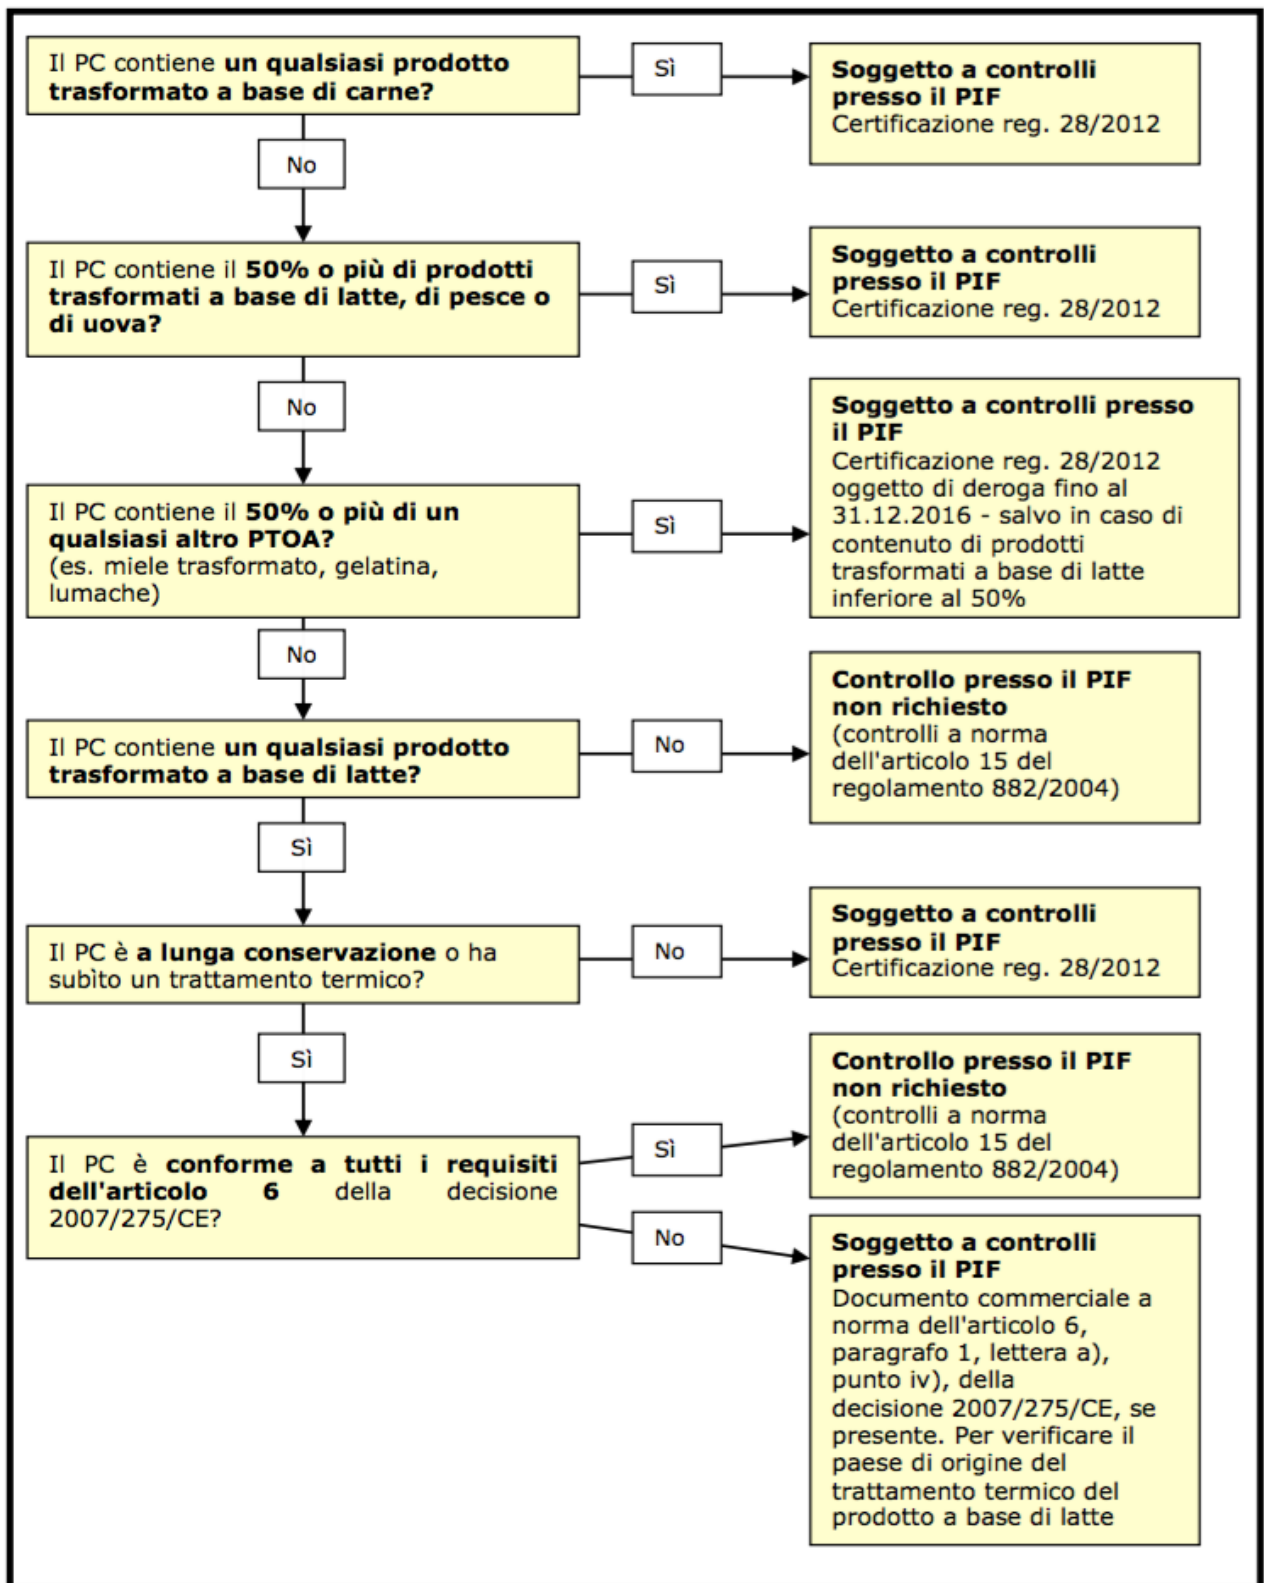 Il PC contiene un qualsiasi prodotto
trasformato a base di carne?
Sì
Soggetto a controlli
presso il PIF
Certificazione reg. 28/2012
No
Il PC contiene il 50% o più di prodotti
trasformati a base di latte, di pesce o
di uova?
Sì
Soggetto a controlli
presso il PIF
Certificazione reg. 28/2012
No
Il PC contiene il 50% o più di un
qualsiasi altro PTOA?
(es. miele trasformato, gelatina,
lumache)
Sì
Soggetto a controlli presso
il PIF
Certificazione reg. 28/2012
oggetto di deroga fino al
31.12.2016 - salvo in caso di
contenuto di prodotti
trasformati a base di latte
inferiore al 50%
No
Il PC contiene un qualsiasi prodotto
trasformato a base di latte?
No
Controllo presso il PIF
non richiesto
(controlli a norma
dell'articolo 15 del
regolamento 882/2004)
Sì
Il PC è a lunga conservazione o ha
subìto un trattamento termico?
No
Soggetto a controlli
presso il PIF
Certificazione reg. 28/2012
Sì
Il PC è conforme a tutti i requisiti
dell'articolo 6 della decisione
2007/275/CE?
Sì
Controllo presso il PIF
non richiesto
(controlli a norma
dell'articolo 15 del
regolamento 882/2004)
No
Soggetto a controlli
presso il PIF
Documento commerciale a
norma dell'articolo 6,
paragrafo 1, lettera a),
punto iv), della
decisione 2007/275/CE, se
presente. Per verificare il
paese di origine del
trattamento termico del
prodotto a base di latte